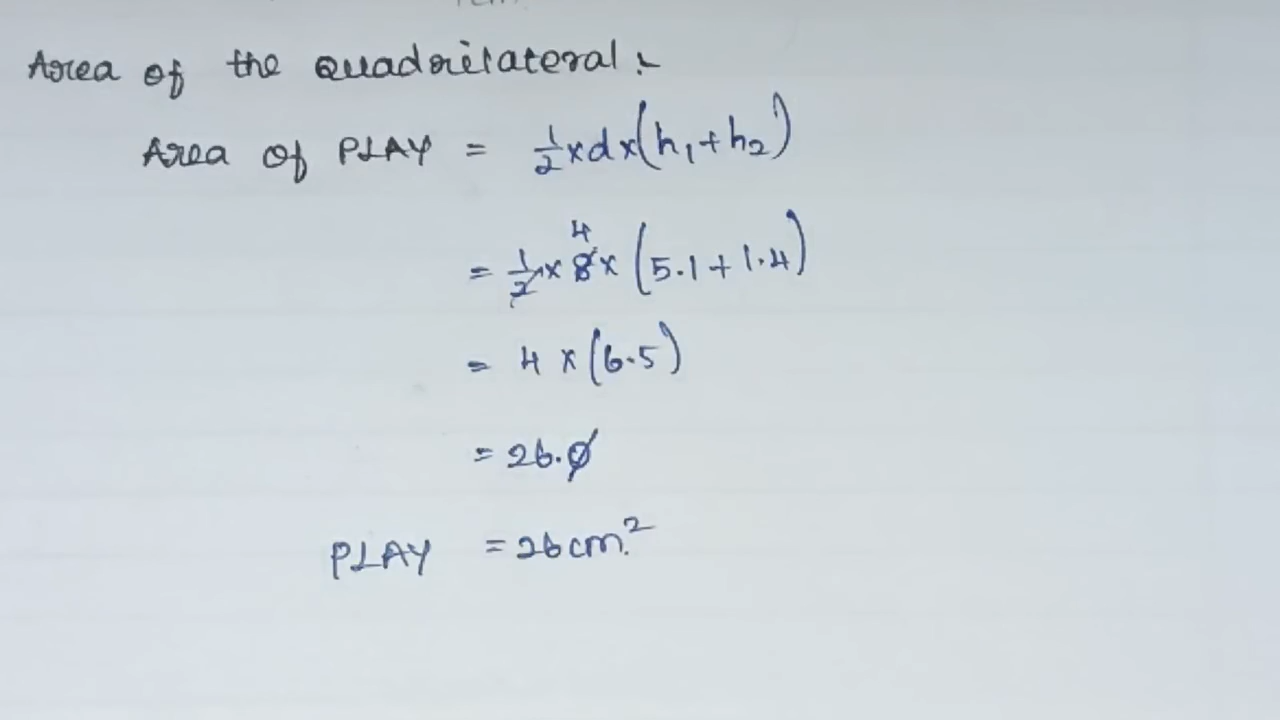 Area of the Quadrilateral :-
Area of PLAY = 1/2 x d x (h₁ + h₂)
4
= 1/2 x 8 x (5.1 + 1.4)
1
= 4 x (6.5)
= 26.0
PLAY = 26 cm².